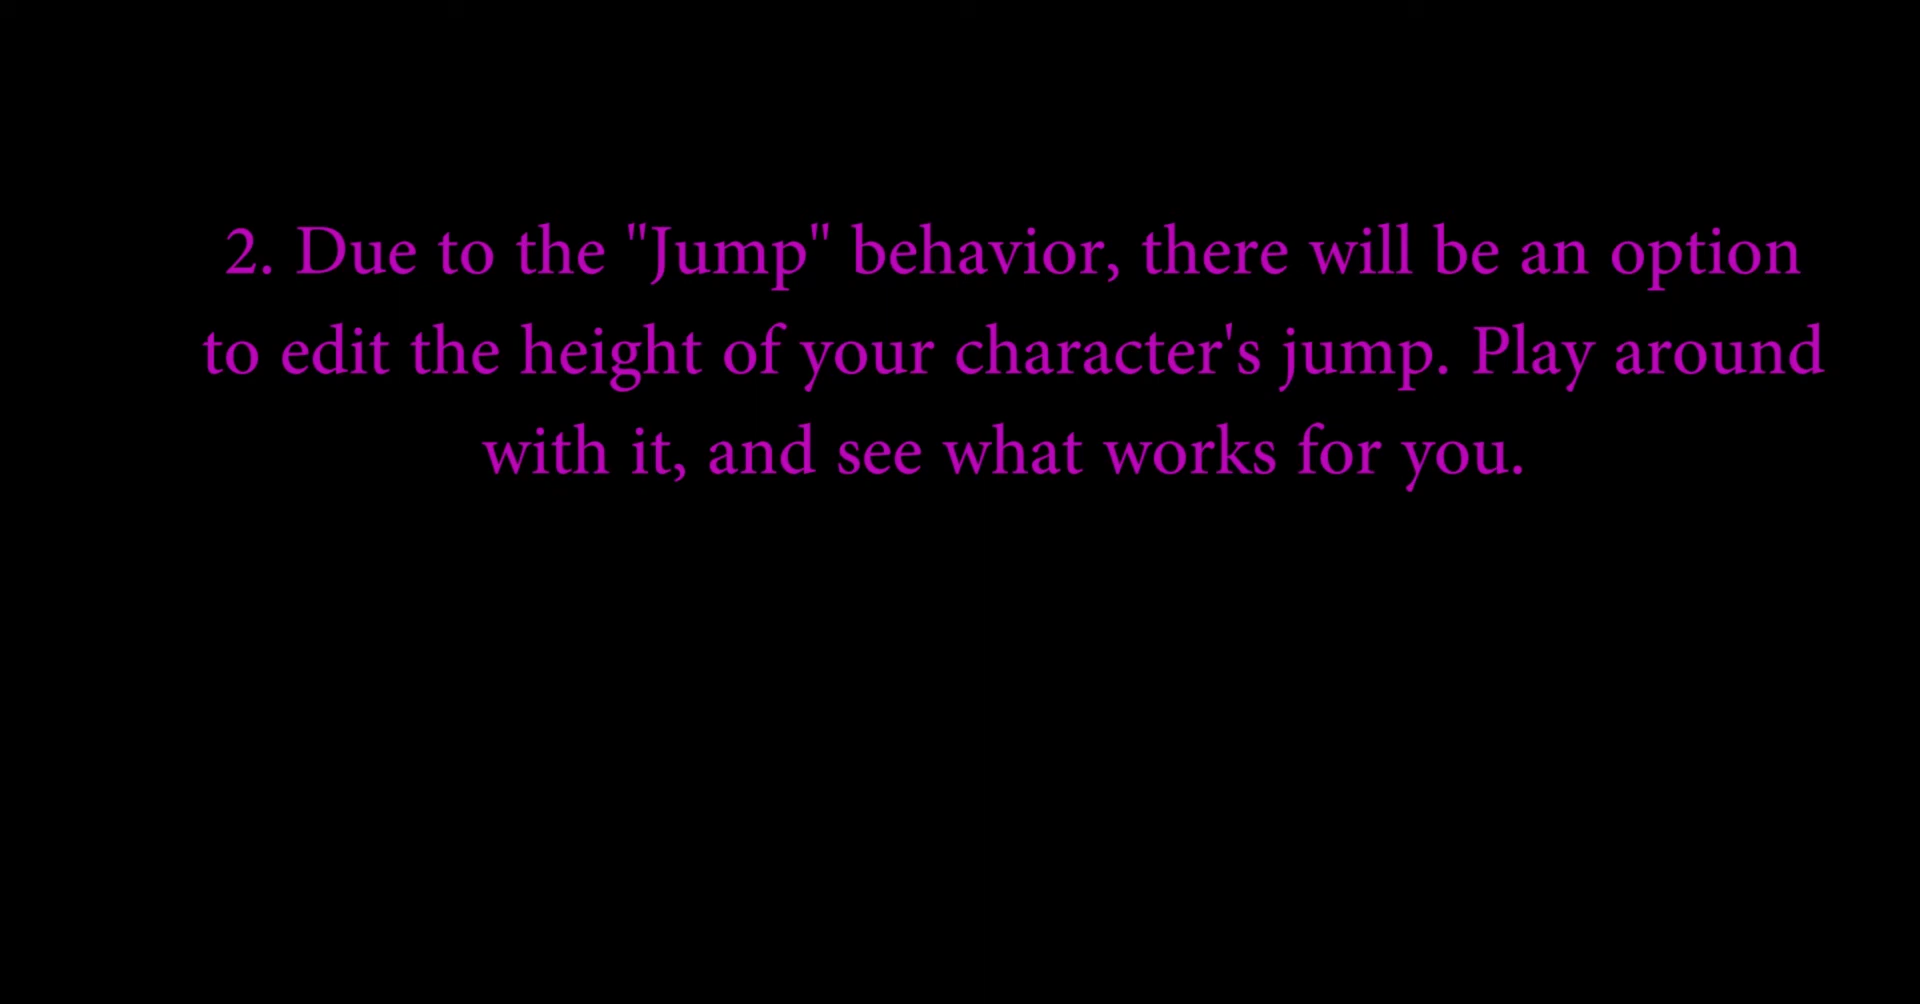 2. Due to the "Jump" behavior, there will be an option
to edit the height of your character's jump. Play around
with it, and see what works for you.